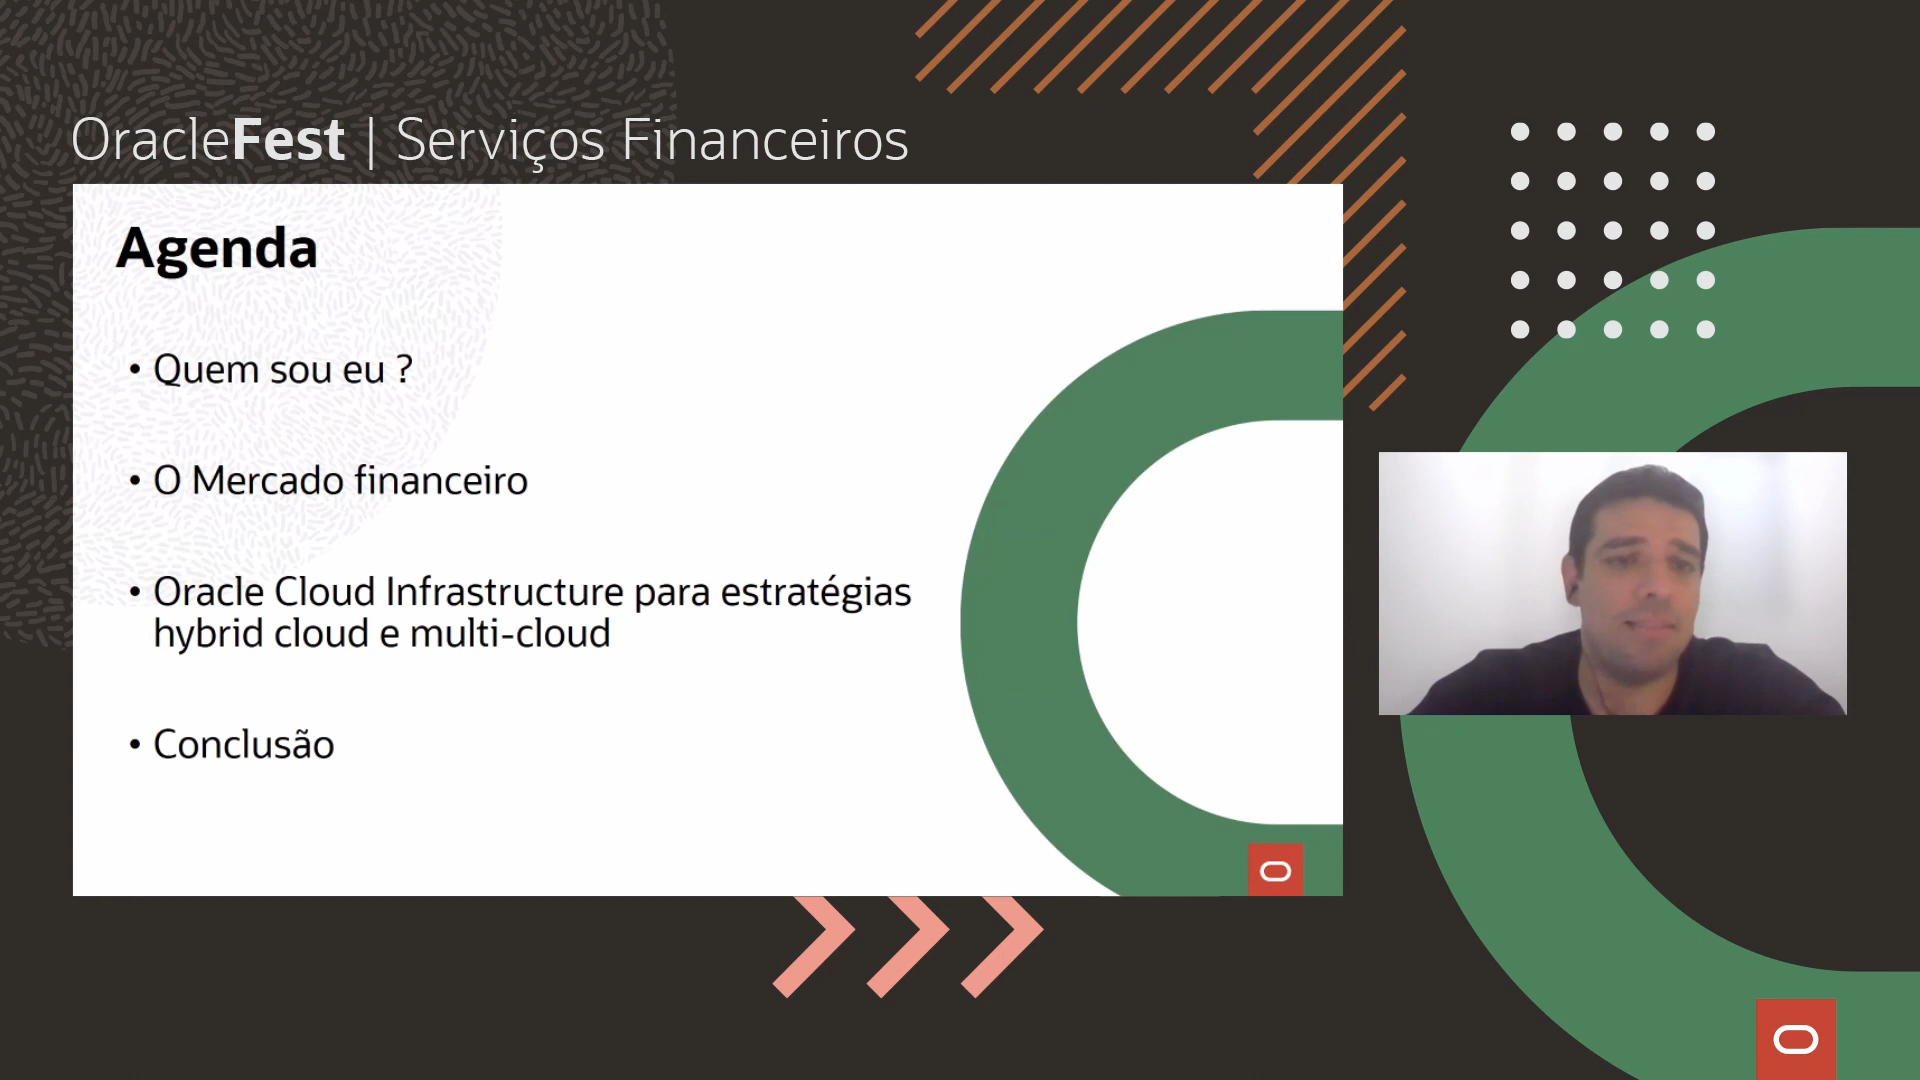 OracleFest | Serviços Financeiros
Agenda
• Quem sou eu ?
• O Mercado financeiro
• Oracle Cloud Infrastructure para estratégias
hybrid cloud e multi-cloud
• Conclusão